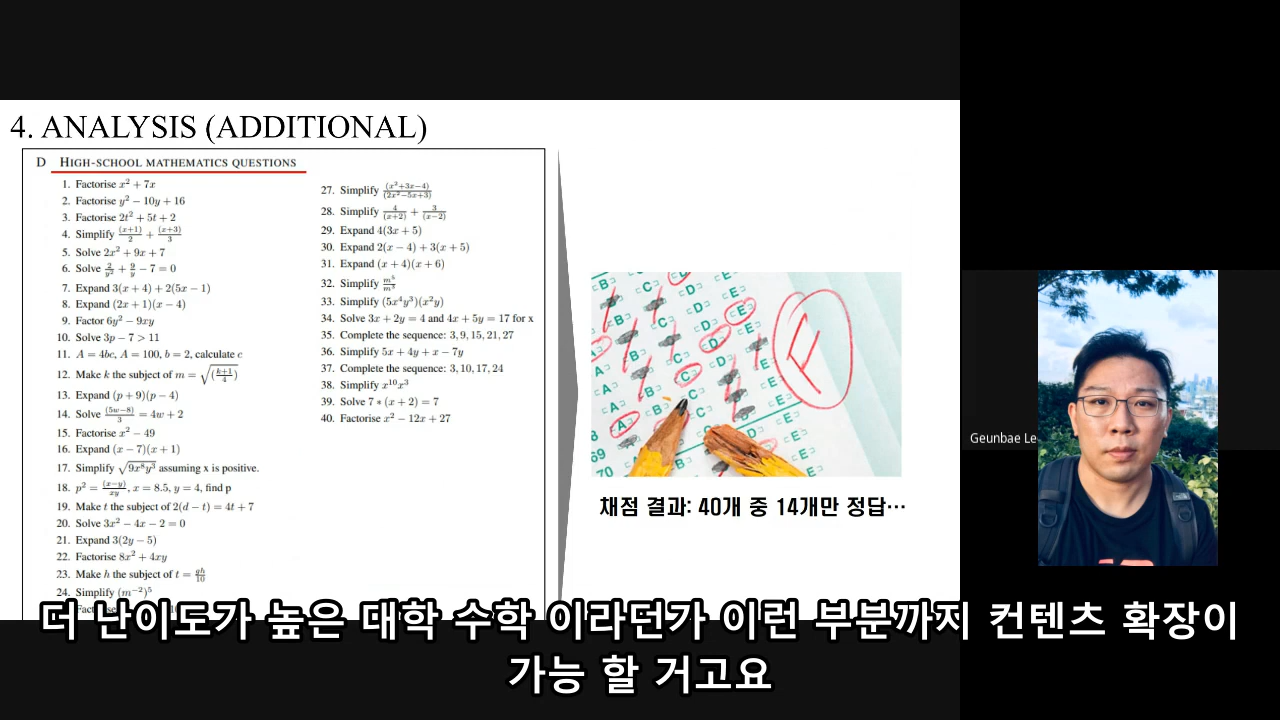 4. ANALYSIS (ADDITIONAL)
D HIGH-SCHOOL MATHEMATICS QUESTIONS
1. Factorise x² + 7x
2. Factorise y² − 10y + 16
3. Factorise 2t² + 5t + 2
4. Simplify (x+1)/2 + (x+3)/3
5. Solve 2x² + 9x + 7
6. Solve 2/y² + 9/y − 7 = 0
7. Expand 3(x + 4) + 2(5x − 1)
8. Expand (2x + 1)(x − 4)
9. Factor 6y² − 9xy
10. Solve 3p − 7 > 11
11. A = 4bc, A = 100, b = 2, calculate c
12. Make k the subject of m = √((k+1)/4)
13. Expand (p + 9)(p − 4)
14. Solve (5w−8)/3 = 4w + 2
15. Factorise x² − 49
16. Expand (x − 7)(x + 1)
17. Simplify √(9x⁸y³) assuming x is positive.
18. p² = (x−y)/xy, x = 8.5, y = 4, find p
19. Make t the subject of 2(d − t) = 4t + 7
20. Solve 3x² − 4x − 2 = 0
21. Expand 3(2y − 5)
22. Factorise 8x² + 4xy
23. Make h the subject of t = gh/10
24. Simplify (m⁻²)⁵
27. Simplify (x²+3x−4)/(2x²−5x+3)
28. Simplify 4/(x+2) + 3/(x−2)
29. Expand 4(3x + 5)
30. Expand 2(x − 4) + 3(x + 5)
31. Expand (x + 4)(x + 6)
32. Simplify m⁵/m³
33. Simplify (5x⁴y³)(x²y)
34. Solve 3x + 2y = 4 and 4x + 5y = 17 for x
35. Complete the sequence: 3, 9, 15, 21, 27
36. Simplify 5x + 4y + x − 7y
37. Complete the sequence: 3, 10, 17, 24
38. Simplify x¹⁰x³
39. Solve 7 * (x + 2) = 7
40. Factorise x² − 12x + 27
F
69
70
채점 결과: 40개 중 14개만 정답…
Geunbae Le
더 난이도가 높은 대학 수학 이라던가 이런 부분까지 컨텐츠 확장이
가능 할 거고요